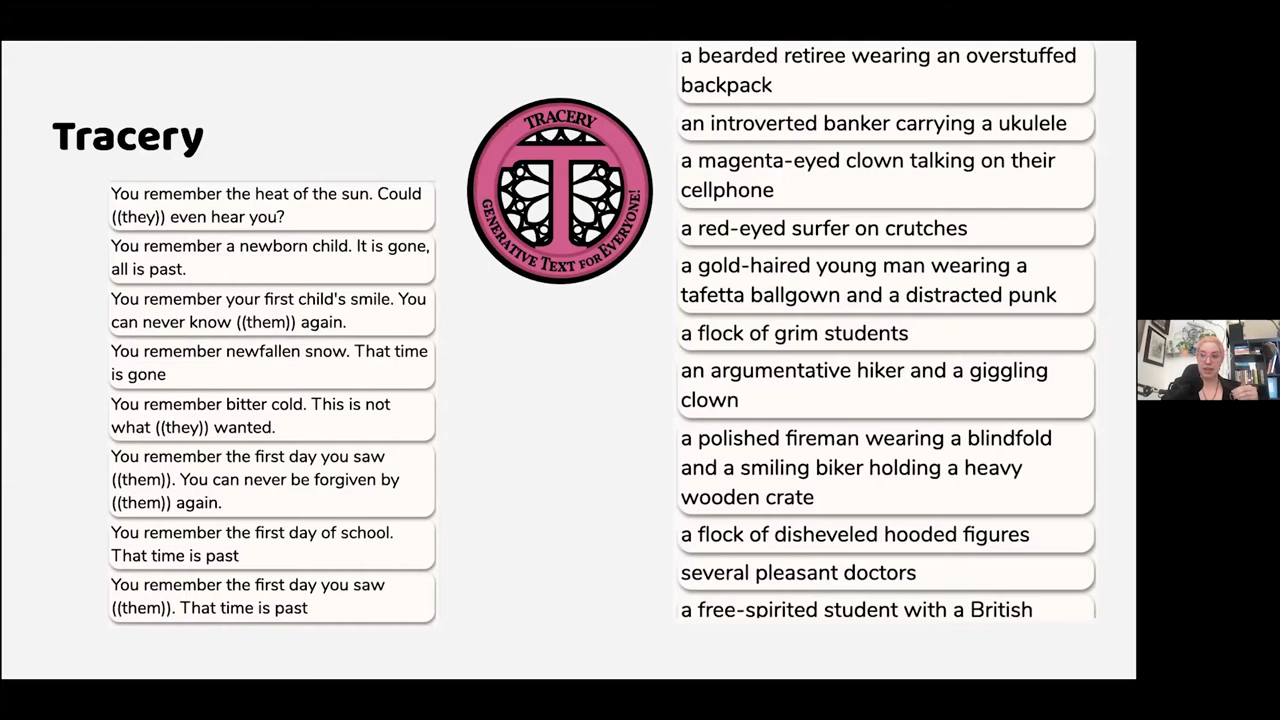 Tracery
You remember the heat of the sun. Could
((they)) even hear you?
You remember a newborn child. It is gone,
all is past.
You remember your first child's smile. You
can never know ((them)) again.
You remember newfallen snow. That time
is gone
You remember bitter cold. This is not
what ((they)) wanted.
You remember the first day you saw
((them)). You can never be forgiven by
((them)) again.
You remember the first day of school.
That time is past
You remember the first day you saw
((them)). That time is past
TRACERY
T
GENERATIVE TEXT FOR EVERYONE!
a bearded retiree wearing an overstuffed
backpack
an introverted banker carrying a ukulele
a magenta-eyed clown talking on their
cellphone
a red-eyed surfer on crutches
a gold-haired young man wearing a
tafetta ballgown and a distracted punk
a flock of grim students
an argumentative hiker and a giggling
clown
a polished fireman wearing a blindfold
and a smiling biker holding a heavy
wooden crate
a flock of disheveled hooded figures
several pleasant doctors
a free-spirited student with a British